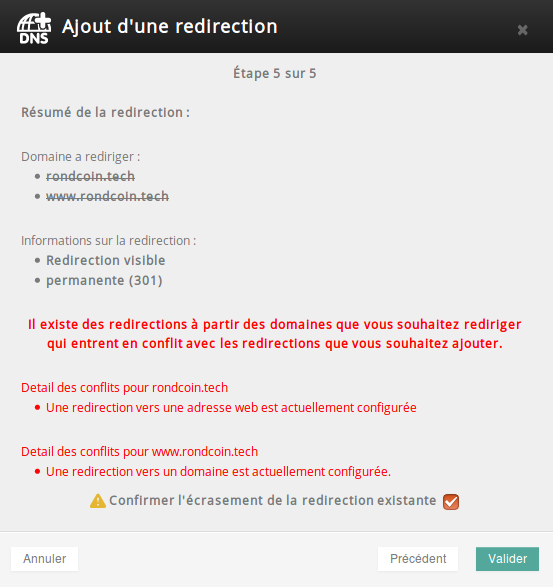 DNS
Ajout d'une redirection
Étape 5 sur 5
Résumé de la redirection :
Domaine a rediriger :
rondcoin.tech
www.rondcoin.tech
Informations sur la redirection :
Redirection visible
permanente (301)
Il existe des redirections à partir des domaines que vous souhaitez rediriger
qui entrent en conflit avec les redirections que vous souhaitez ajouter.
Detail des conflits pour rondcoin.tech
Une redirection vers une adresse web est actuellement configurée
Detail des conflits pour www.rondcoin.tech
Une redirection vers un domaine est actuellement configurée.
Confirmer l'écrasement de la redirection existante
Annuler
Précédent
Valider